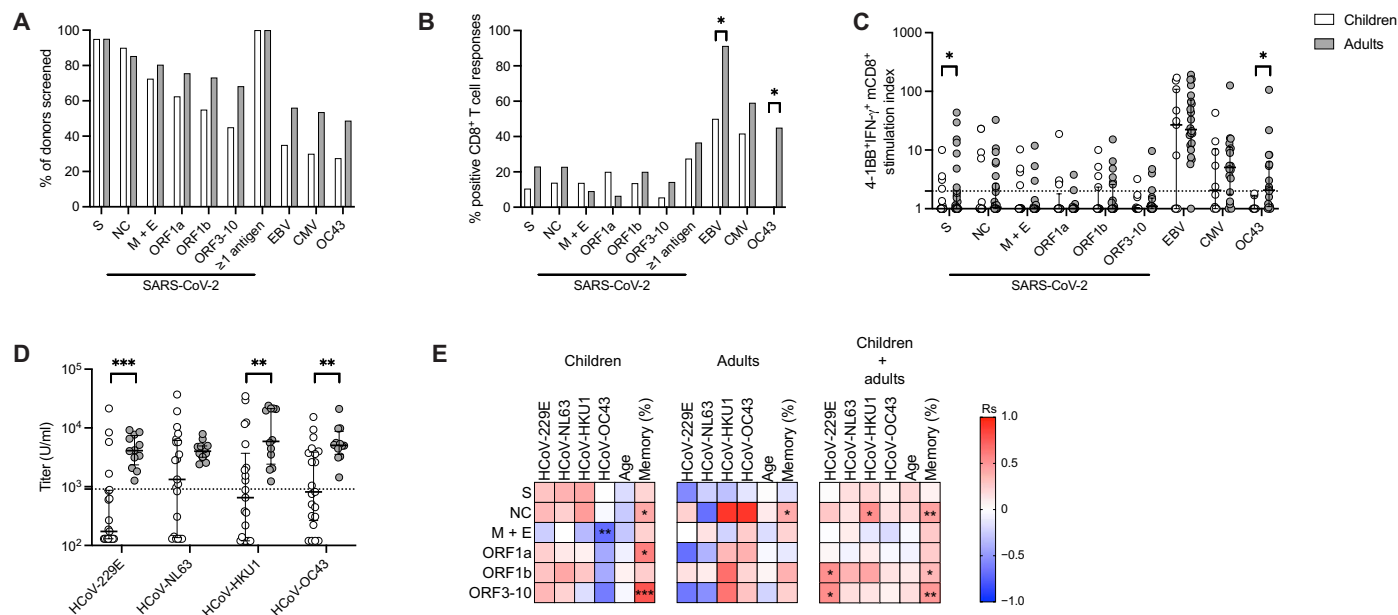 A
% of donors screened
100
80
60
40
20
0
S
NC
M + E
ORF1a
ORF1b
ORF3-10
≥1 antigen
EBV
CMV
OC43
SARS-CoV-2
B
% positive CD8⁺ T cell responses
100
80
60
40
20
0
*
*
S
NC
M + E
ORF1a
ORF1b
ORF3-10
≥1 antigen
EBV
CMV
OC43
SARS-CoV-2
C
4-1BB⁺IFN-γ⁺ mCD8⁺
stimulation index
1000
100
10
1
*
*
S
NC
M + E
ORF1a
ORF1b
ORF3-10
EBV
CMV
OC43
SARS-CoV-2
Children
Adults
D
Titer (U/ml)
10⁵
10⁴
10³
10²
***
**
**
HCoV-229E
HCoV-NL63
HCoV-HKU1
HCoV-OC43
E
Children
HCoV-229E
HCoV-NL63
HCoV-HKU1
HCoV-OC43
Age
Memory (%)
Adults
HCoV-229E
HCoV-NL63
HCoV-HKU1
HCoV-OC43
Age
Memory (%)
Children
+
adults
HCoV-229E
HCoV-NL63
HCoV-HKU1
HCoV-OC43
Age
Memory (%)
S
NC
* * * **
M + E
**
ORF1a
*
ORF1b
* *
ORF3-10
*** * **
Rs
1.0
0.5
0
−0.5
−1.0